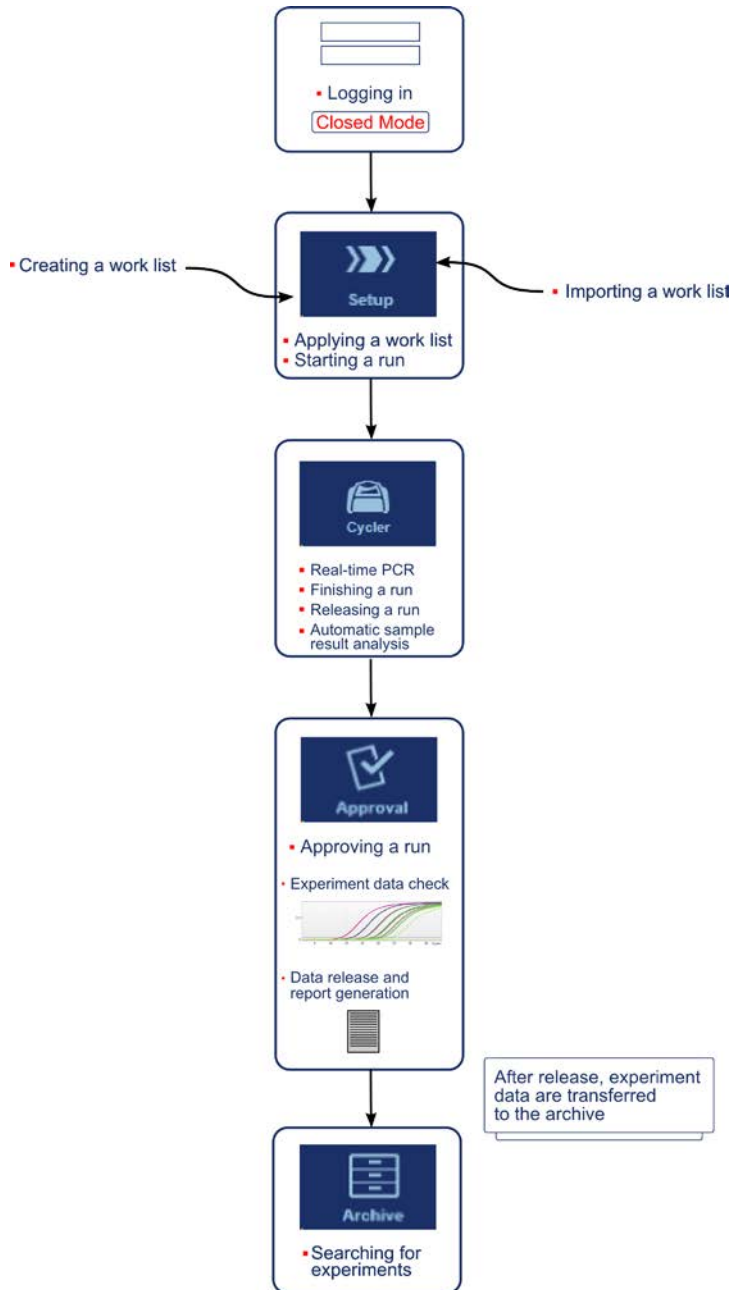 Logging in
Closed Mode
Creating a work list
Importing a work list
Setup
Applying a work list
Starting a run
Cycler
Real-time PCR
Finishing a run
Releasing a run
Automatic sample
result analysis
Approval
Approving a run
Experiment data check
Data release and
report generation
After release, experiment
data are transferred
to the archive
Archive
Searching for
experiments